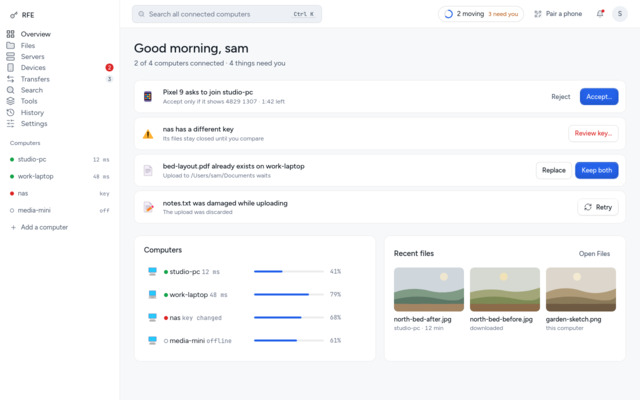 RFE
Search all connected computers
Ctrl K
2 moving
3 need you
Pair a phone
S
Overview
Files
Servers
Devices
2
Transfers
3
Search
Tools
History
Settings
Computers
studio-pc
12 ms
work-laptop
48 ms
nas
key
media-mini
off
Add a computer
Good morning, sam
2 of 4 computers connected · 4 things need you
Pixel 9 asks to join studio-pc
Accept only if it shows 4829 1307 · 1:42 left
Reject
Accept...
nas has a different key
Its files stay closed until you compare
Review key...
bed-layout.pdf already exists on work-laptop
Upload to /Users/sam/Documents waits
Replace
Keep both
notes.txt was damaged while uploading
The upload was discarded
Retry
Computers
studio-pc 12 ms
41%
work-laptop 48 ms
79%
nas key changed
68%
media-mini offline
61%
Recent files
Open Files
north-bed-after.jpg
studio-pc · 12 min
north-bed-before.jpg
downloaded
garden-sketch.png
this computer